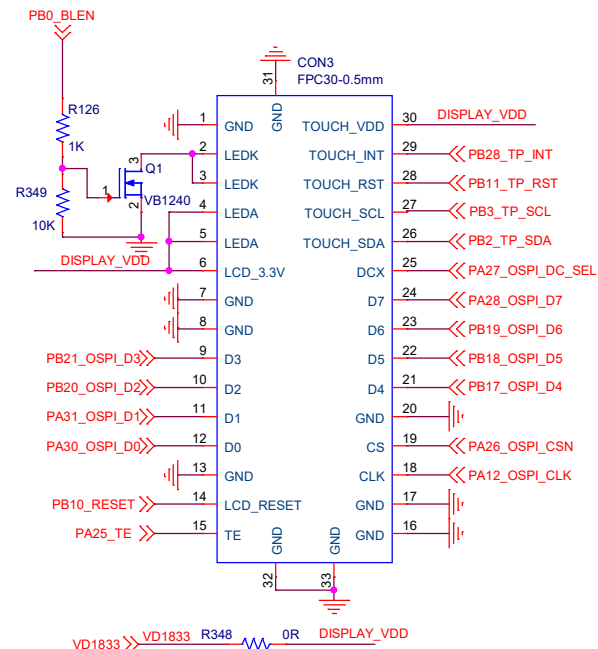 PB0_BLEN
CON3
FPC30-0.5mm
31
GND
R126
1K
R349
10K
Q1
VB1240
3
1
2
1 GND TOUCH_VDD 30 DISPLAY_VDD
2 LEDK TOUCH_INT 29 PB28_TP_INT
3 LEDK TOUCH_RST 28 PB11_TP_RST
4 LEDA TOUCH_SCL 27 PB3_TP_SCL
5 LEDA TOUCH_SDA 26 PB2_TP_SDA
DISPLAY_VDD 6 LCD_3.3V DCX 25 PA27_OSPI_DC_SEL
7 GND D7 24 PA28_OSPI_D7
8 GND D6 23 PB19_OSPI_D6
PB21_OSPI_D3 9 D3 D5 22 PB18_OSPI_D5
PB20_OSPI_D2 10 D2 D4 21 PB17_OSPI_D4
PA31_OSPI_D1 11 D1 GND 20
PA30_OSPI_D0 12 D0 CS 19 PA26_OSPI_CSN
13 GND CLK 18 PA12_OSPI_CLK
PB10_RESET 14 LCD_RESET GND 17
PA25_TE 15 TE GND 16
GND GND
32 33
VD1833 VD1833 R348 0R DISPLAY_VDD